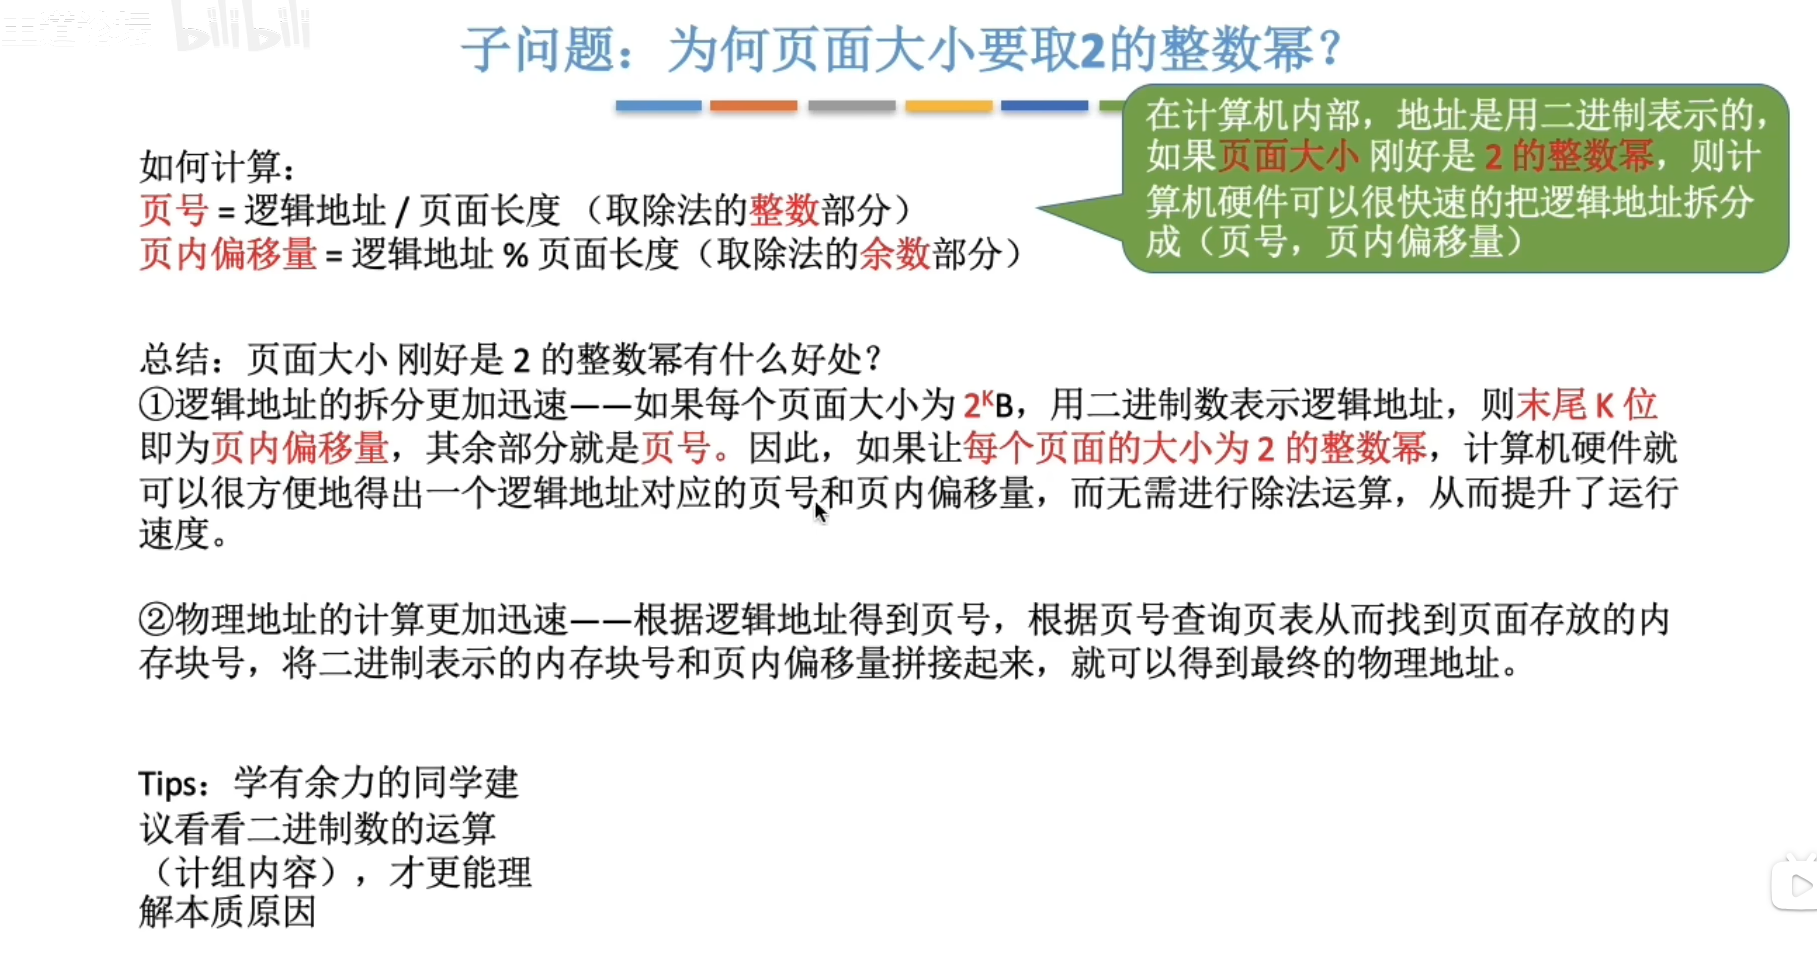 bilibili
子问题：为何页面大小要取2的整数幂？
在计算机内部，地址是用二进制表示的，
如果页面大小 刚好是 2 的整数幂，则计
算机硬件可以很快速的把逻辑地址拆分
成（页号，页内偏移量）
如何计算：
页号 = 逻辑地址 / 页面长度 （取除法的整数部分）
页内偏移量 = 逻辑地址 % 页面长度（取除法的余数部分）
总结：页面大小 刚好是 2 的整数幂有什么好处？
①逻辑地址的拆分更加迅速——如果每个页面大小为 2ᴷB，用二进制数表示逻辑地址，则末尾 K 位
即为页内偏移量，其余部分就是页号。因此，如果让每个页面的大小为 2 的整数幂，计算机硬件就
可以很方便地得出一个逻辑地址对应的页号和页内偏移量，而无需进行除法运算，从而提升了运行
速度。
②物理地址的计算更加迅速——根据逻辑地址得到页号，根据页号查询页表从而找到页面存放的内
存块号，将二进制表示的内存块号和页内偏移量拼接起来，就可以得到最终的物理地址。
Tips：学有余力的同学建
议看看二进制数的运算
（计组内容），才更能理
解本质原因